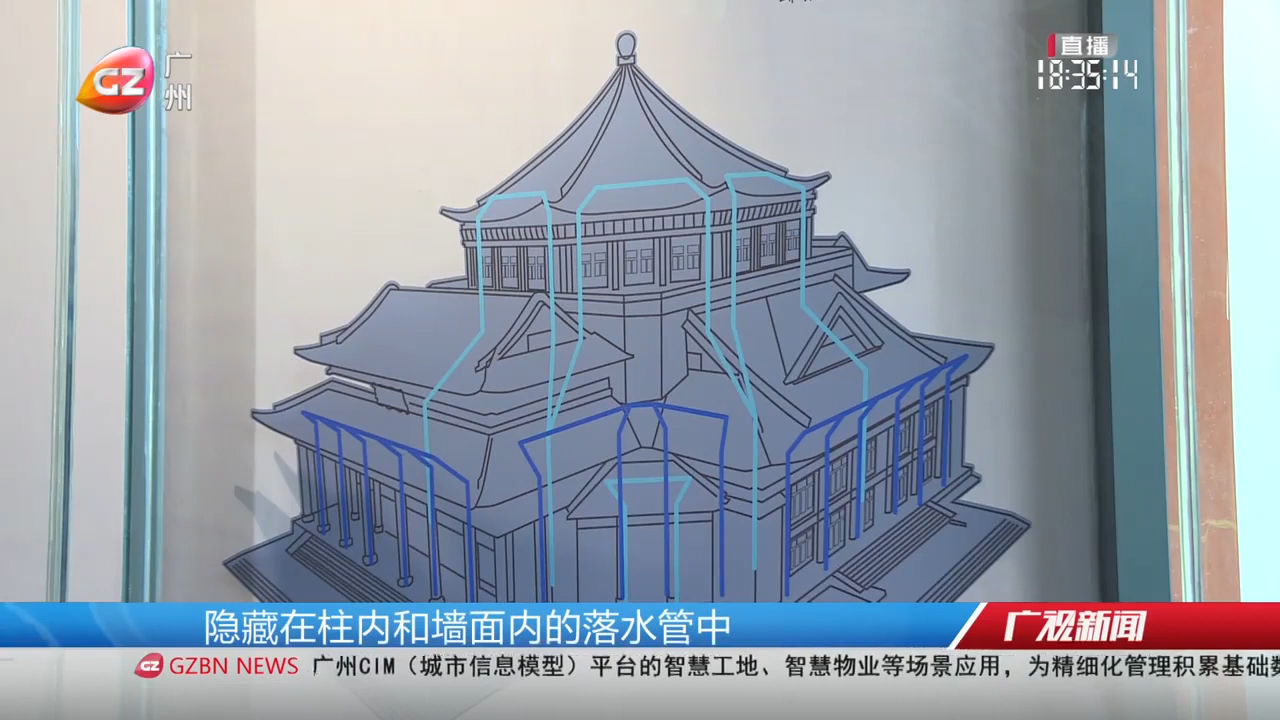 GZ
广州
直播
18:35:14
隐藏在柱内和墙面内的落水管中
广视新闻
GZ GZBN NEWS 广州CIM（城市信息模型）平台的智慧工地、智慧物业等场景应用，为精细化管理积累基础数